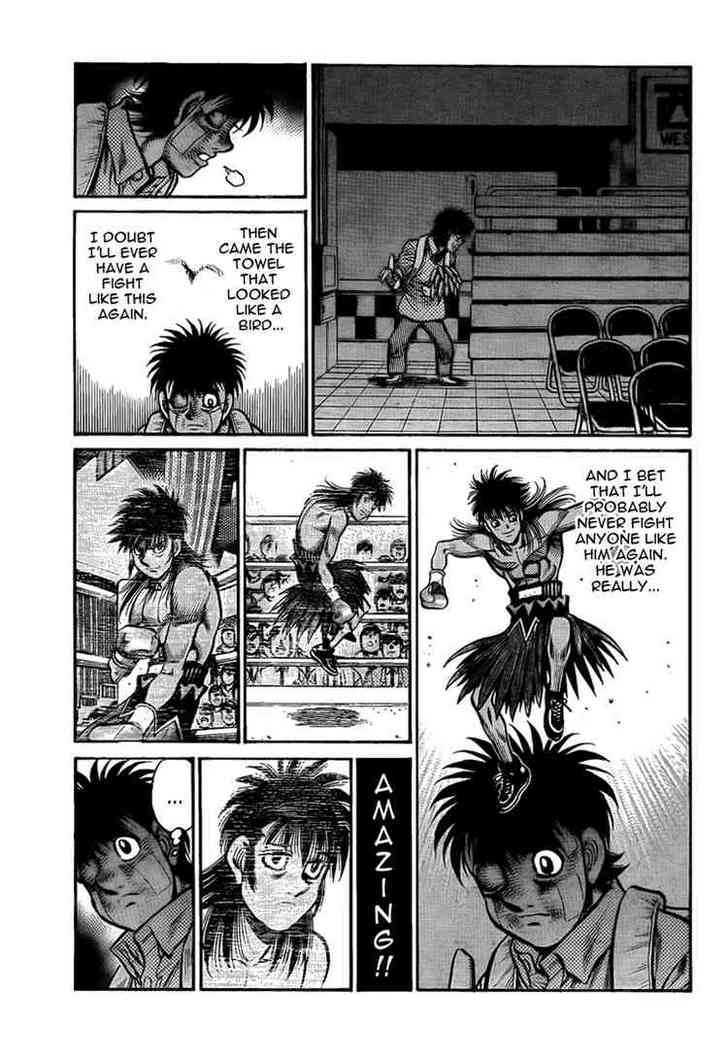 WES
THEN
CAME THE
TOWEL
THAT
LOOKED
LIKE A
BIRD...
I DOUBT
I'LL EVER
HAVE A
FIGHT
LIKE THIS
AGAIN.
AND I BET
THAT I'LL
PROBABLY
NEVER FIGHT
ANYONE LIKE
HIM AGAIN.
HE WAS
REALLY...
AMAZING!!
...